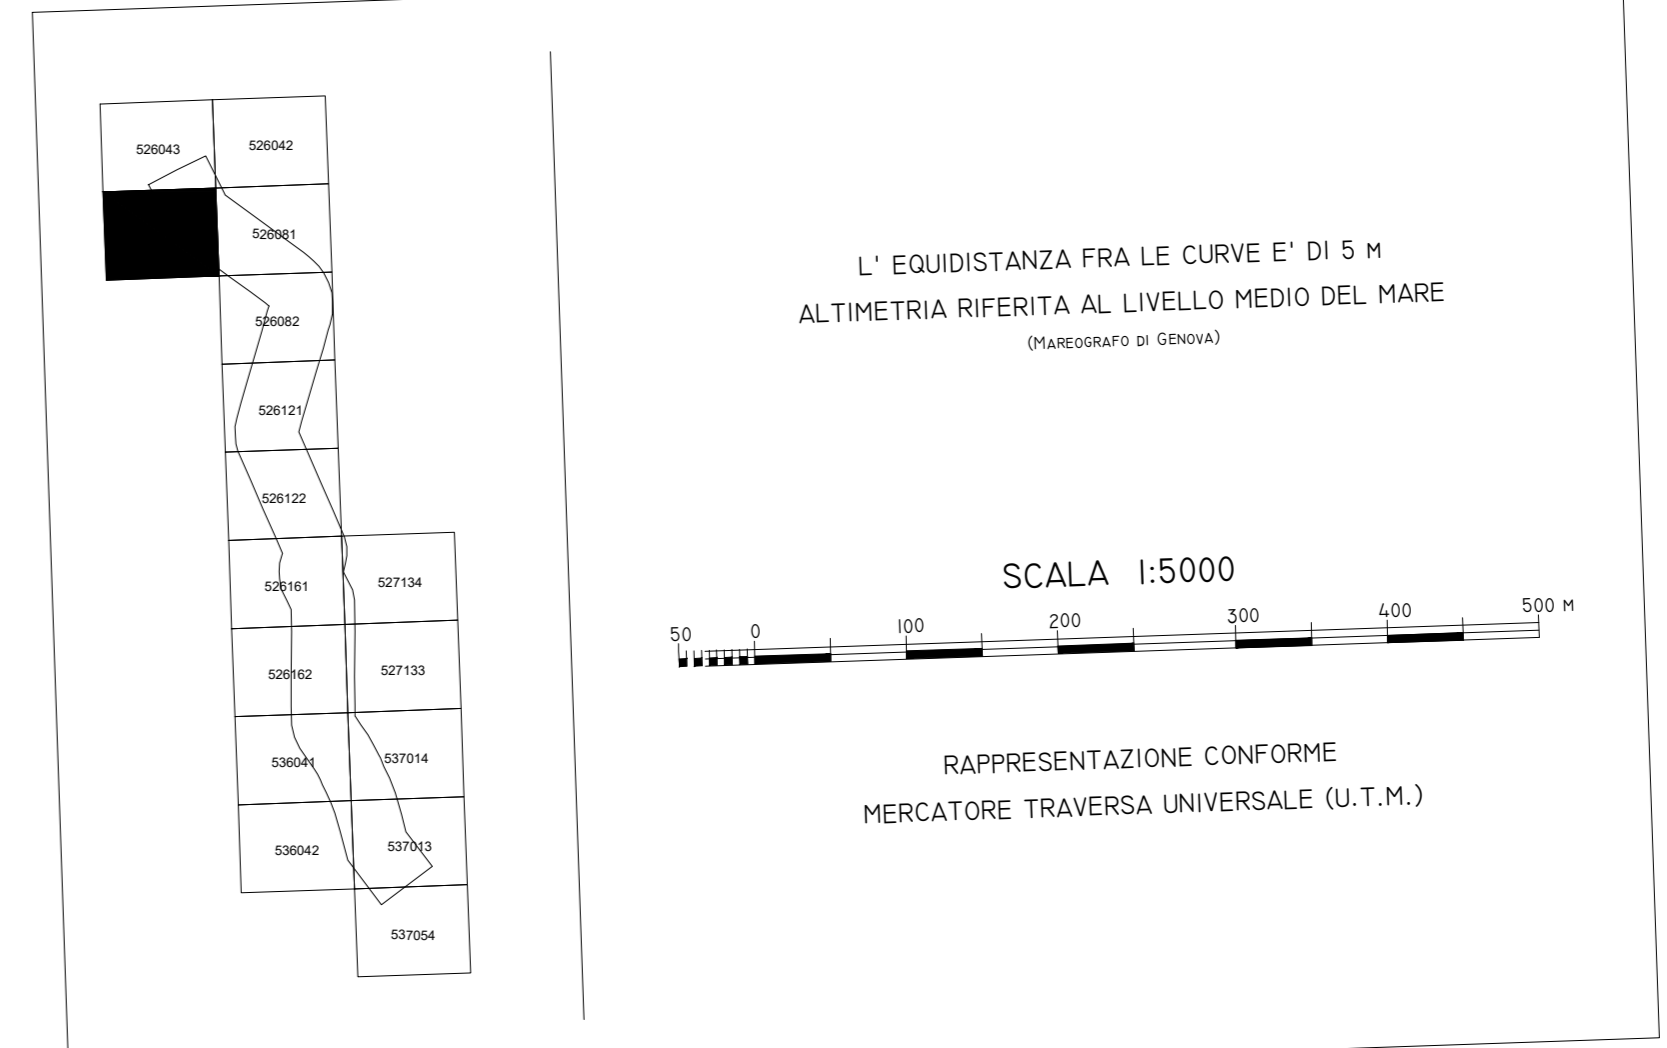 526043 526042
526081
526082
526121
526122
526161 527134
526162 527133
536041 537014
536042 537013
537054
L' EQUIDISTANZA FRA LE CURVE E' DI 5 M
ALTIMETRIA RIFERITA AL LIVELLO MEDIO DEL MARE
(MAREOGRAFO DI GENOVA)
SCALA 1:5000
50 0 100 200 300 400 500 M
RAPPRESENTAZIONE CONFORME
MERCATORE TRAVERSA UNIVERSALE (U.T.M.)